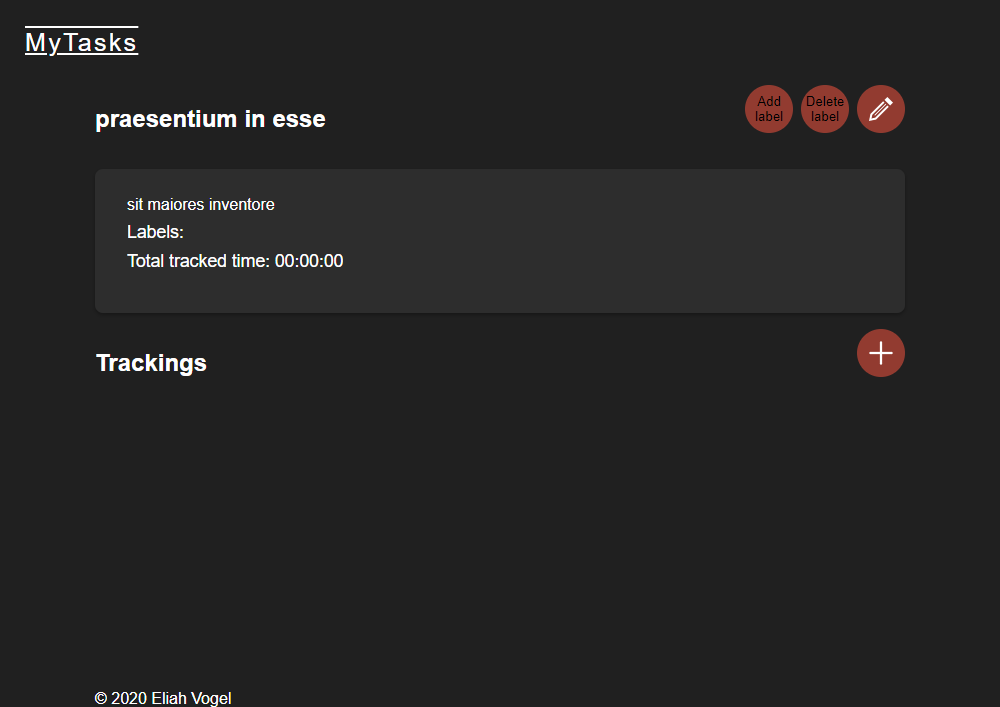 MyTasks
praesentium in esse
Add
label
Delete
label
sit maiores inventore
Labels:
Total tracked time: 00:00:00
Trackings
© 2020 Eliah Vogel